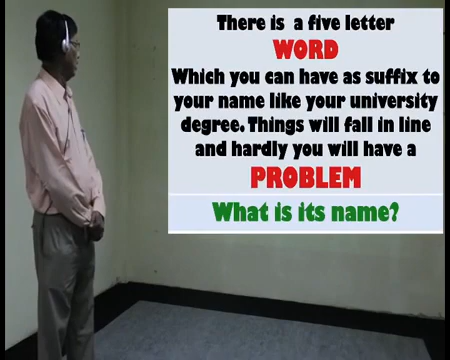 There is a five letter
WORD
Which you can have as suffix to
your name like your university
degree. Things will fall in line
and hardly you will have a
PROBLEM
What is its name?